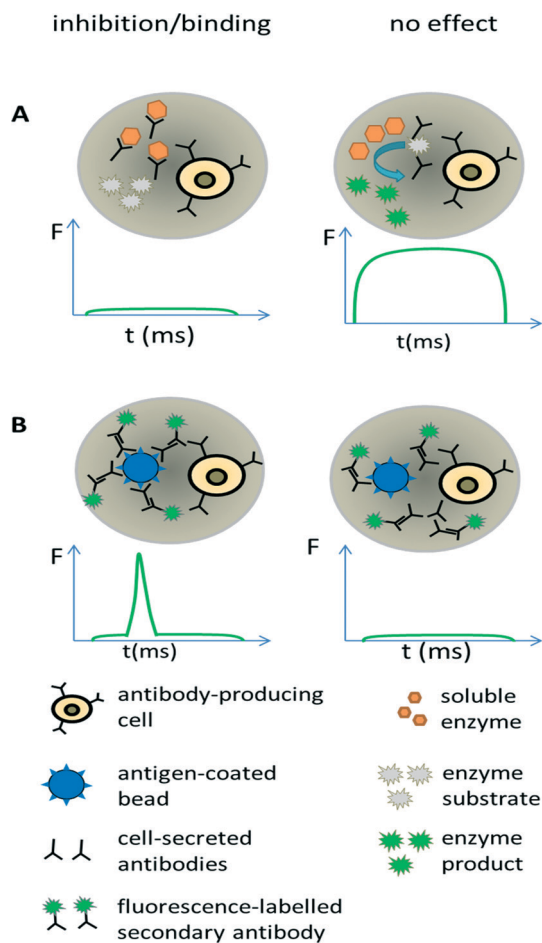 inhibition/binding
no effect
A
F
t (ms)
F
t(ms)
B
F
t(ms)
F
t (ms)
antibody-producing
cell
antigen-coated
bead
cell-secreted
antibodies
fluorescence-labelled
secondary antibody
soluble
enzyme
enzyme
substrate
enzyme
product